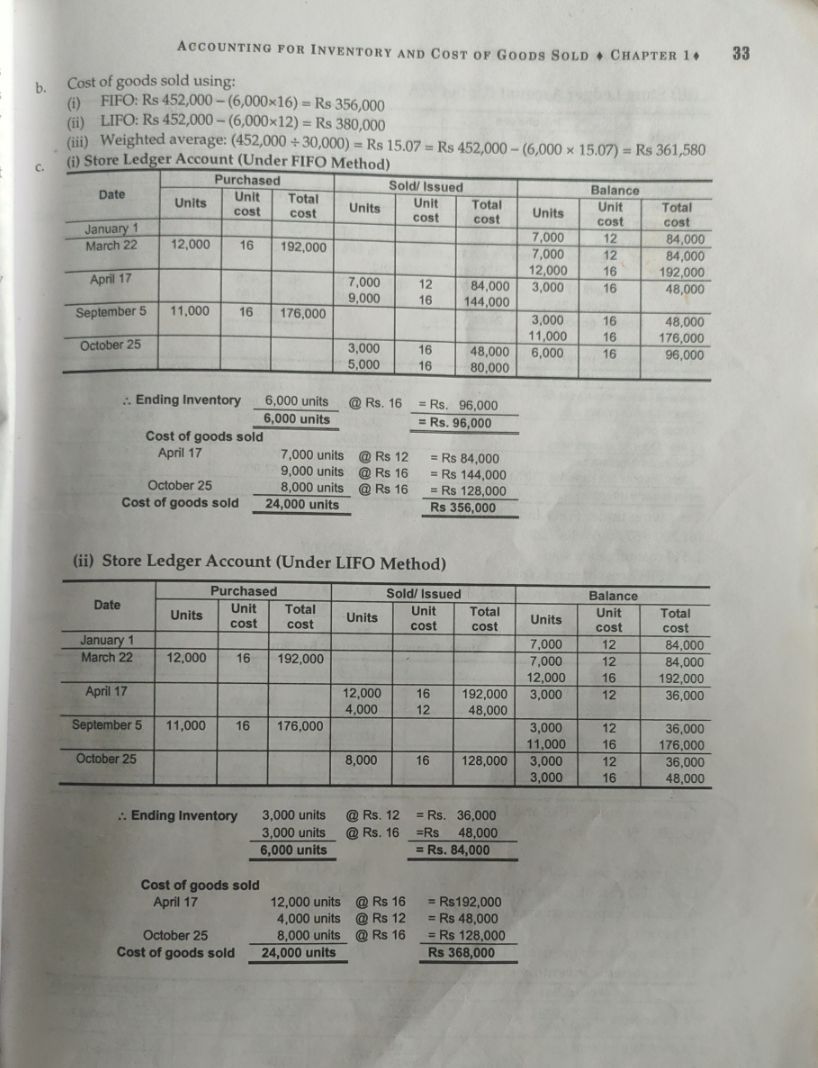 ACCOUNTING FOR INVENTORY AND COST OF GOODS SOLD ♦ CHAPTER 1♦ 33
b. Cost of goods sold using:
(i) FIFO: Rs 452,000 – (6,000×16) = Rs 356,000
(ii) LIFO: Rs 452,000 – (6,000×12) = Rs 380,000
(iii) Weighted average: (452,000 ÷ 30,000) = Rs 15.07 = Rs 452,000 – (6,000 × 15.07) = Rs 361,580
c. (i) Store Ledger Account (Under FIFO Method)
Date Purchased Sold/ Issued Balance
Units Unit cost Total cost Units Unit cost Total cost Units Unit cost Total cost
January 1 7,000 12 84,000
March 22 12,000 16 192,000 7,000 12 84,000
12,000 16 192,000
April 17 7,000 12 84,000 3,000 16 48,000
9,000 16 144,000
September 5 11,000 16 176,000 3,000 16 48,000
11,000 16 176,000
October 25 3,000 16 48,000 6,000 16 96,000
5,000 16 80,000
∴ Ending Inventory 6,000 units @ Rs. 16 = Rs. 96,000
6,000 units = Rs. 96,000
Cost of goods sold
April 17 7,000 units @ Rs 12 = Rs 84,000
9,000 units @ Rs 16 = Rs 144,000
October 25 8,000 units @ Rs 16 = Rs 128,000
Cost of goods sold 24,000 units Rs 356,000
(ii) Store Ledger Account (Under LIFO Method)
Date Purchased Sold/ Issued Balance
Units Unit cost Total cost Units Unit cost Total cost Units Unit cost Total cost
January 1 7,000 12 84,000
March 22 12,000 16 192,000 7,000 12 84,000
12,000 16 192,000
April 17 12,000 16 192,000 3,000 12 36,000
4,000 12 48,000
September 5 11,000 16 176,000 3,000 12 36,000
11,000 16 176,000
October 25 8,000 16 128,000 3,000 12 36,000
3,000 16 48,000
∴ Ending Inventory 3,000 units @ Rs. 12 = Rs. 36,000
3,000 units @ Rs. 16 =Rs 48,000
6,000 units = Rs. 84,000
Cost of goods sold
April 17 12,000 units @ Rs 16 = Rs192,000
4,000 units @ Rs 12 = Rs 48,000
October 25 8,000 units @ Rs 16 = Rs 128,000
Cost of goods sold 24,000 units Rs 368,000